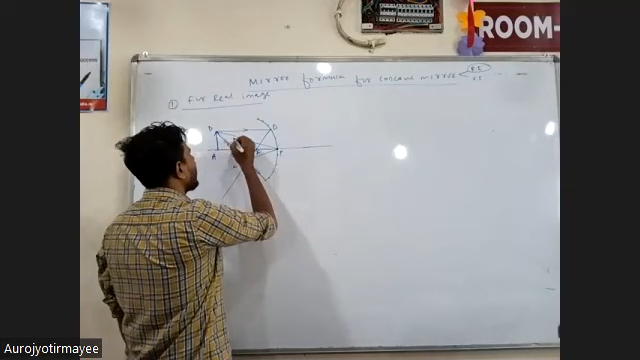 ROOM-
Mirror formula for concave mirror
R.I
V.I
① For Real image
D
D
A
F
P
Aurojyotirmayee